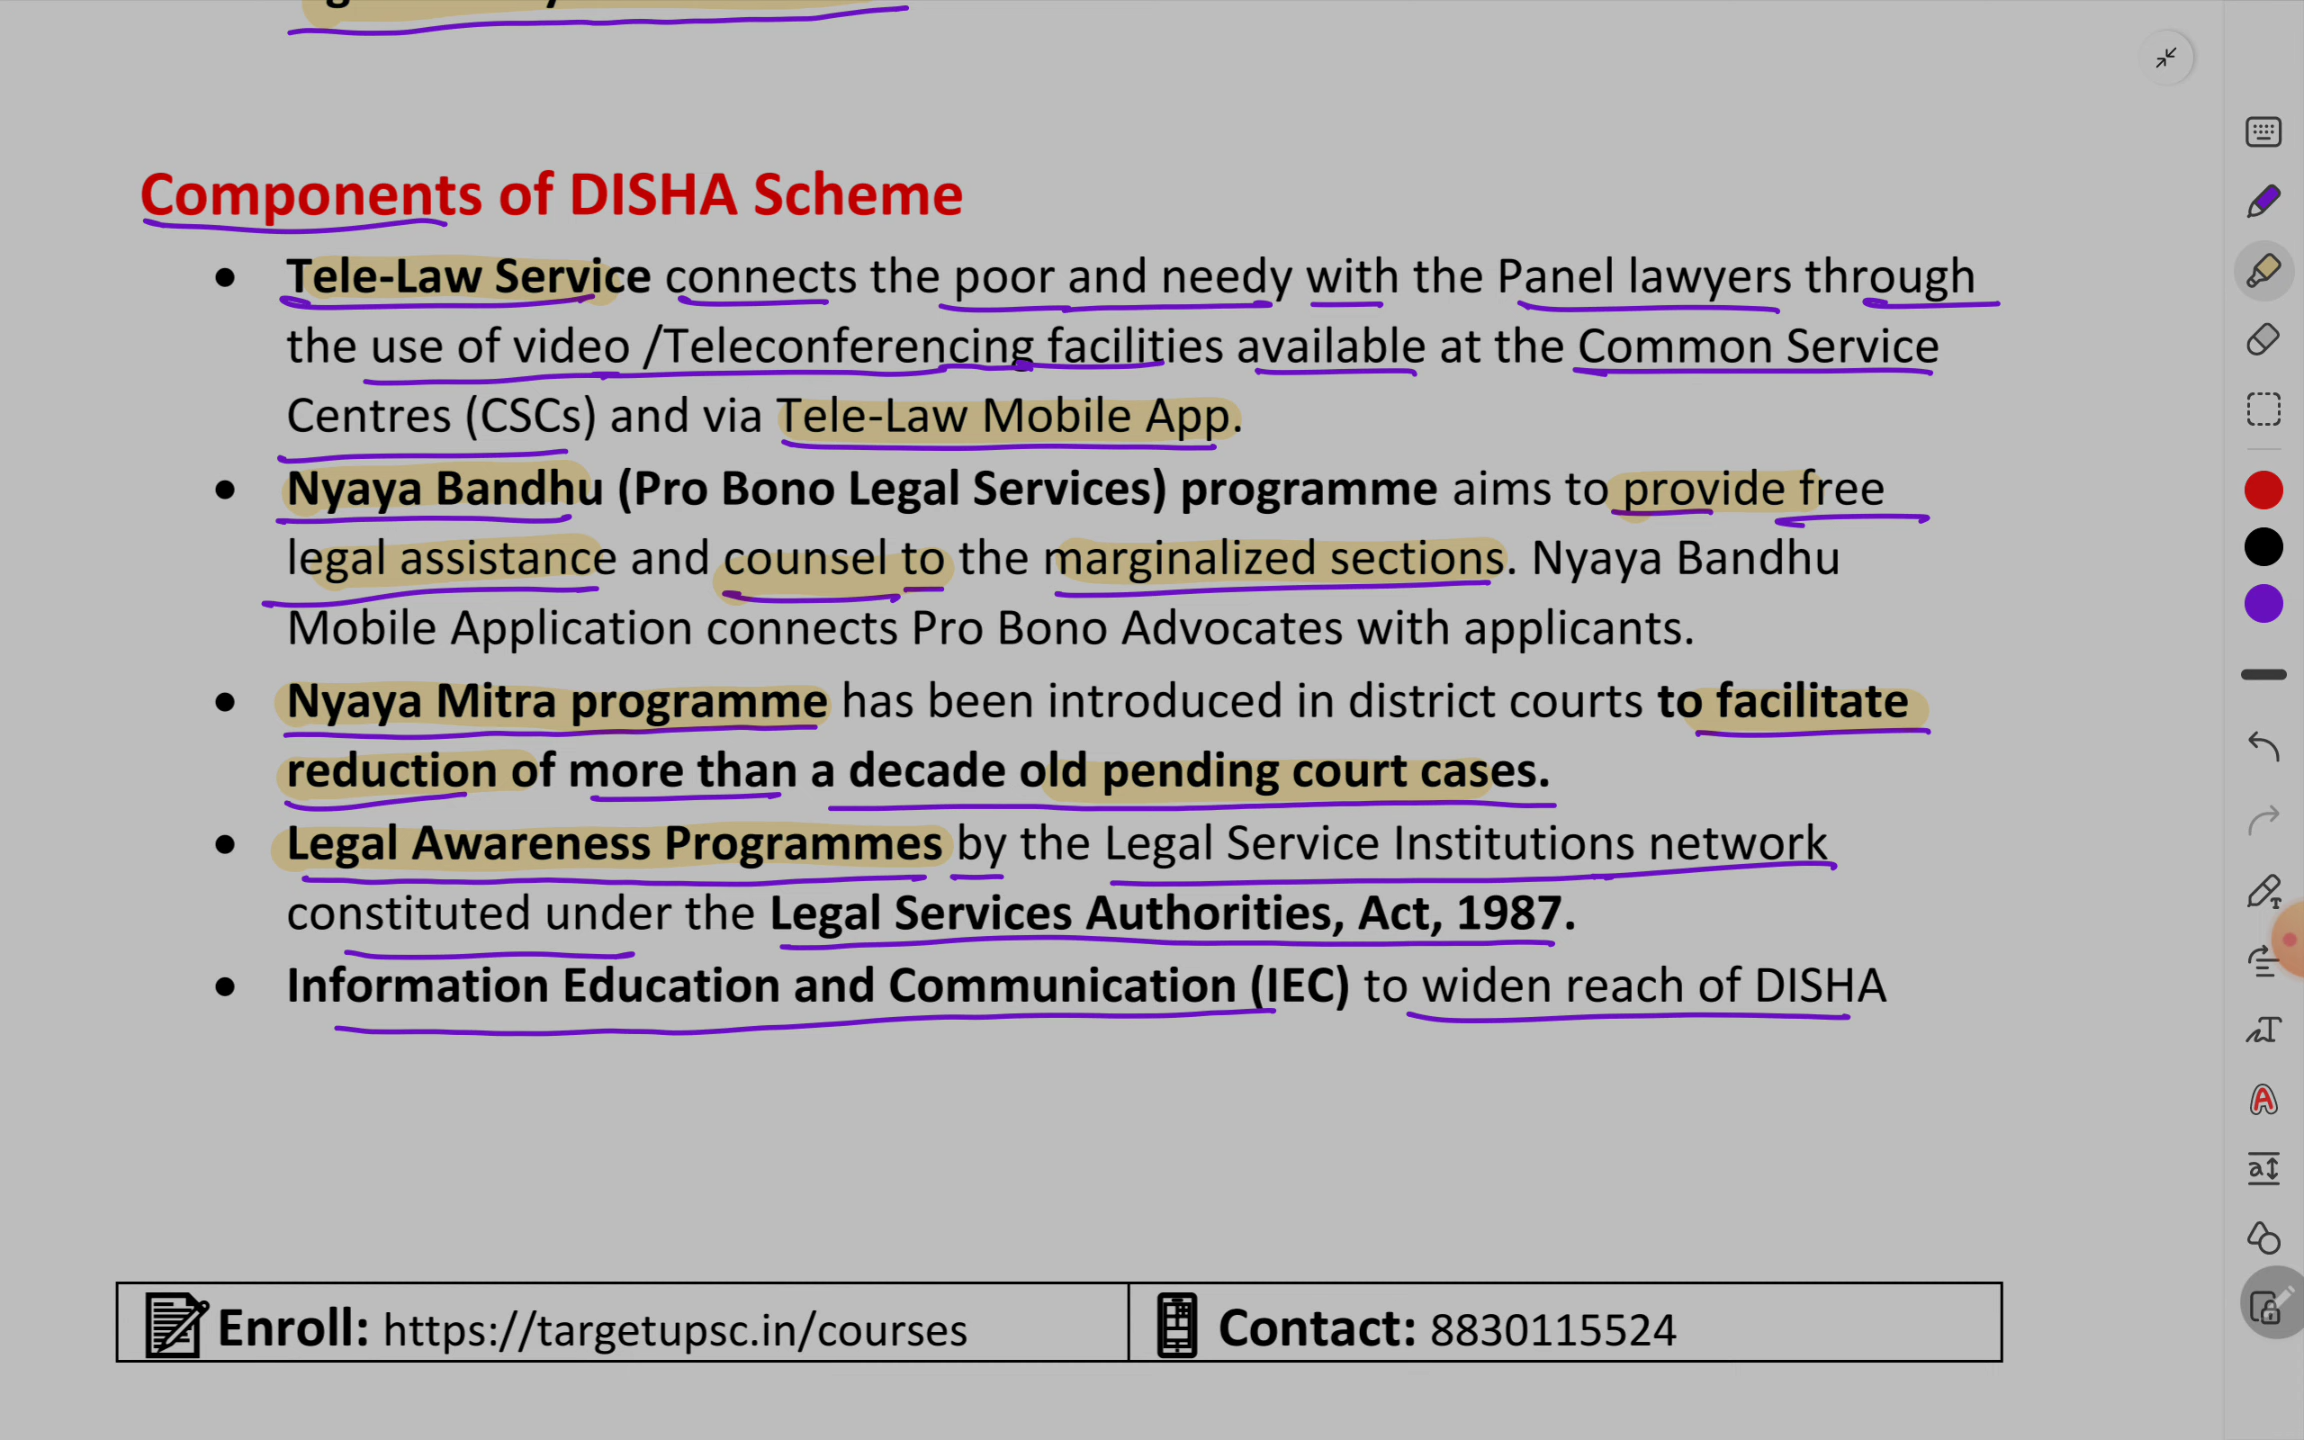 Components of DISHA Scheme
• Tele-Law Service connects the poor and needy with the Panel lawyers through
the use of video /Teleconferencing facilities available at the Common Service
Centres (CSCs) and via Tele-Law Mobile App.
• Nyaya Bandhu (Pro Bono Legal Services) programme aims to provide free
legal assistance and counsel to the marginalized sections. Nyaya Bandhu
Mobile Application connects Pro Bono Advocates with applicants.
• Nyaya Mitra programme has been introduced in district courts to facilitate
reduction of more than a decade old pending court cases.
• Legal Awareness Programmes by the Legal Service Institutions network
constituted under the Legal Services Authorities, Act, 1987.
• Information Education and Communication (IEC) to widen reach of DISHA
Enroll: https://targetupsc.in/courses
Contact: 8830115524